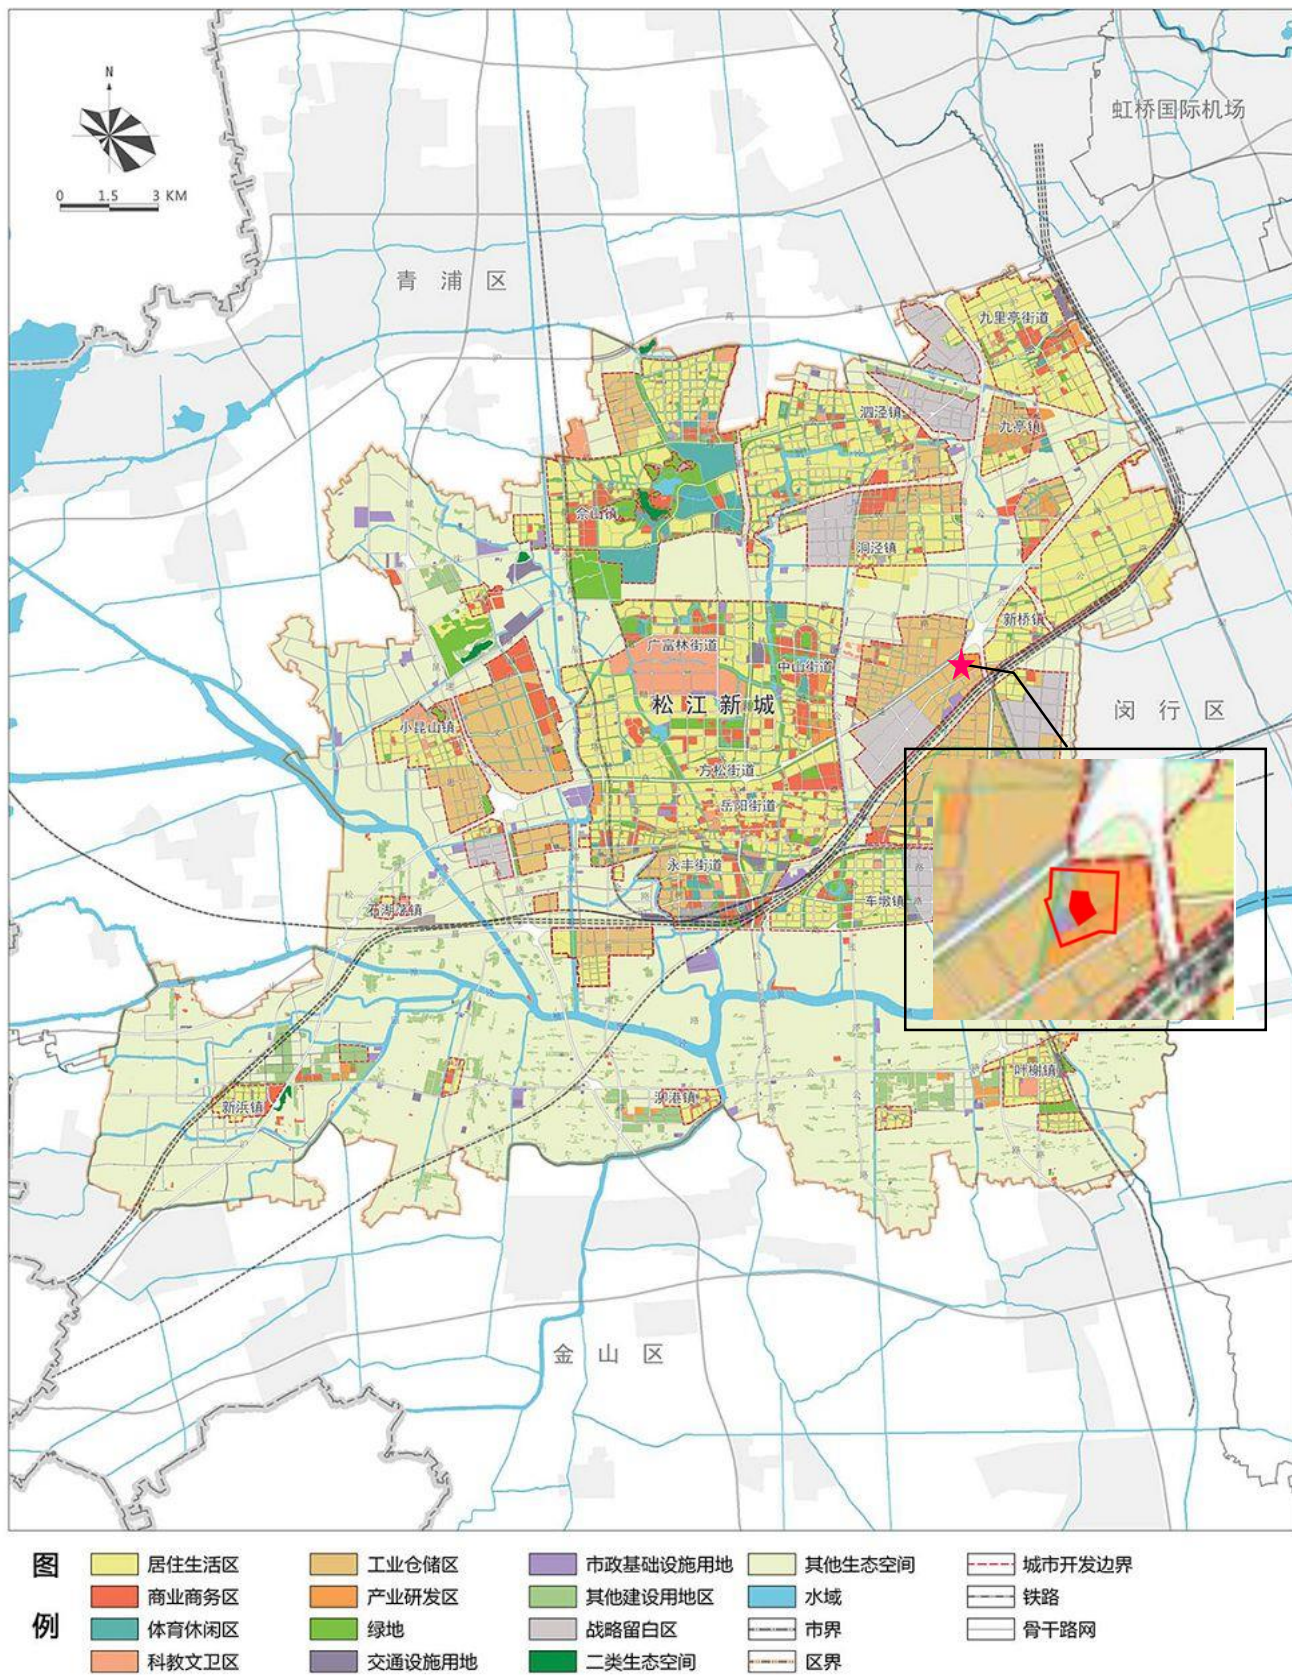 N
0 1.5 3 KM
虹桥国际机场
青浦区
九里亭街道
泗泾镇
九亭镇
佘山镇
洞泾镇
新桥镇
广富林街道
中山街道
松江新城
闵行区
小昆山镇
方松街道
岳阳街道
永丰街道
车墩镇
石湖荡镇
叶榭镇
新浜镇
泖港镇
金山区
图例
居住生活区
工业仓储区
市政基础设施用地
其他生态空间
城市开发边界
商业商务区
产业研发区
其他建设用地区
水域
铁路
体育休闲区
绿地
战略留白区
市界
骨干路网
科教文卫区
交通设施用地
二类生态空间
区界